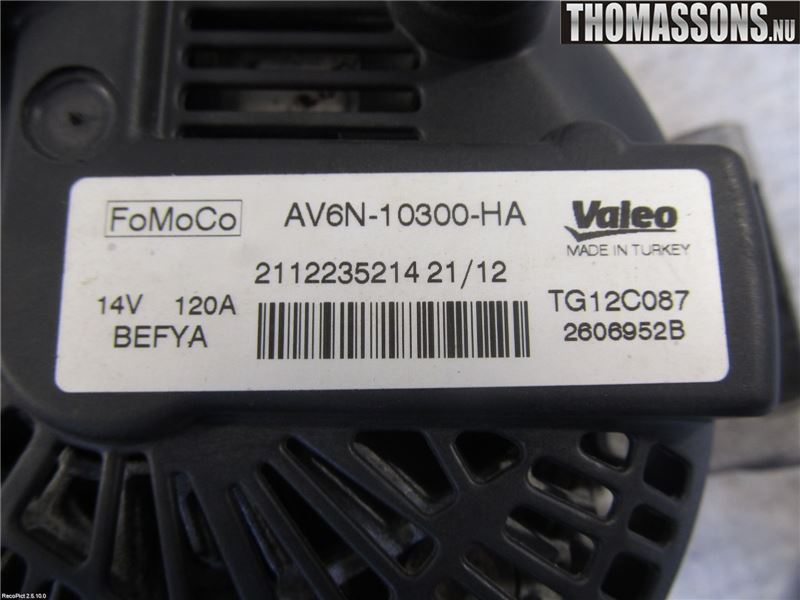 THOMASSONS.NU
FoMoCo AV6N-10300-HA Valeo
MADE IN TURKEY
2112235214 21/12
14V 120A TG12C087
BEFYA 2606952B
RecoPict 2.5.10.0